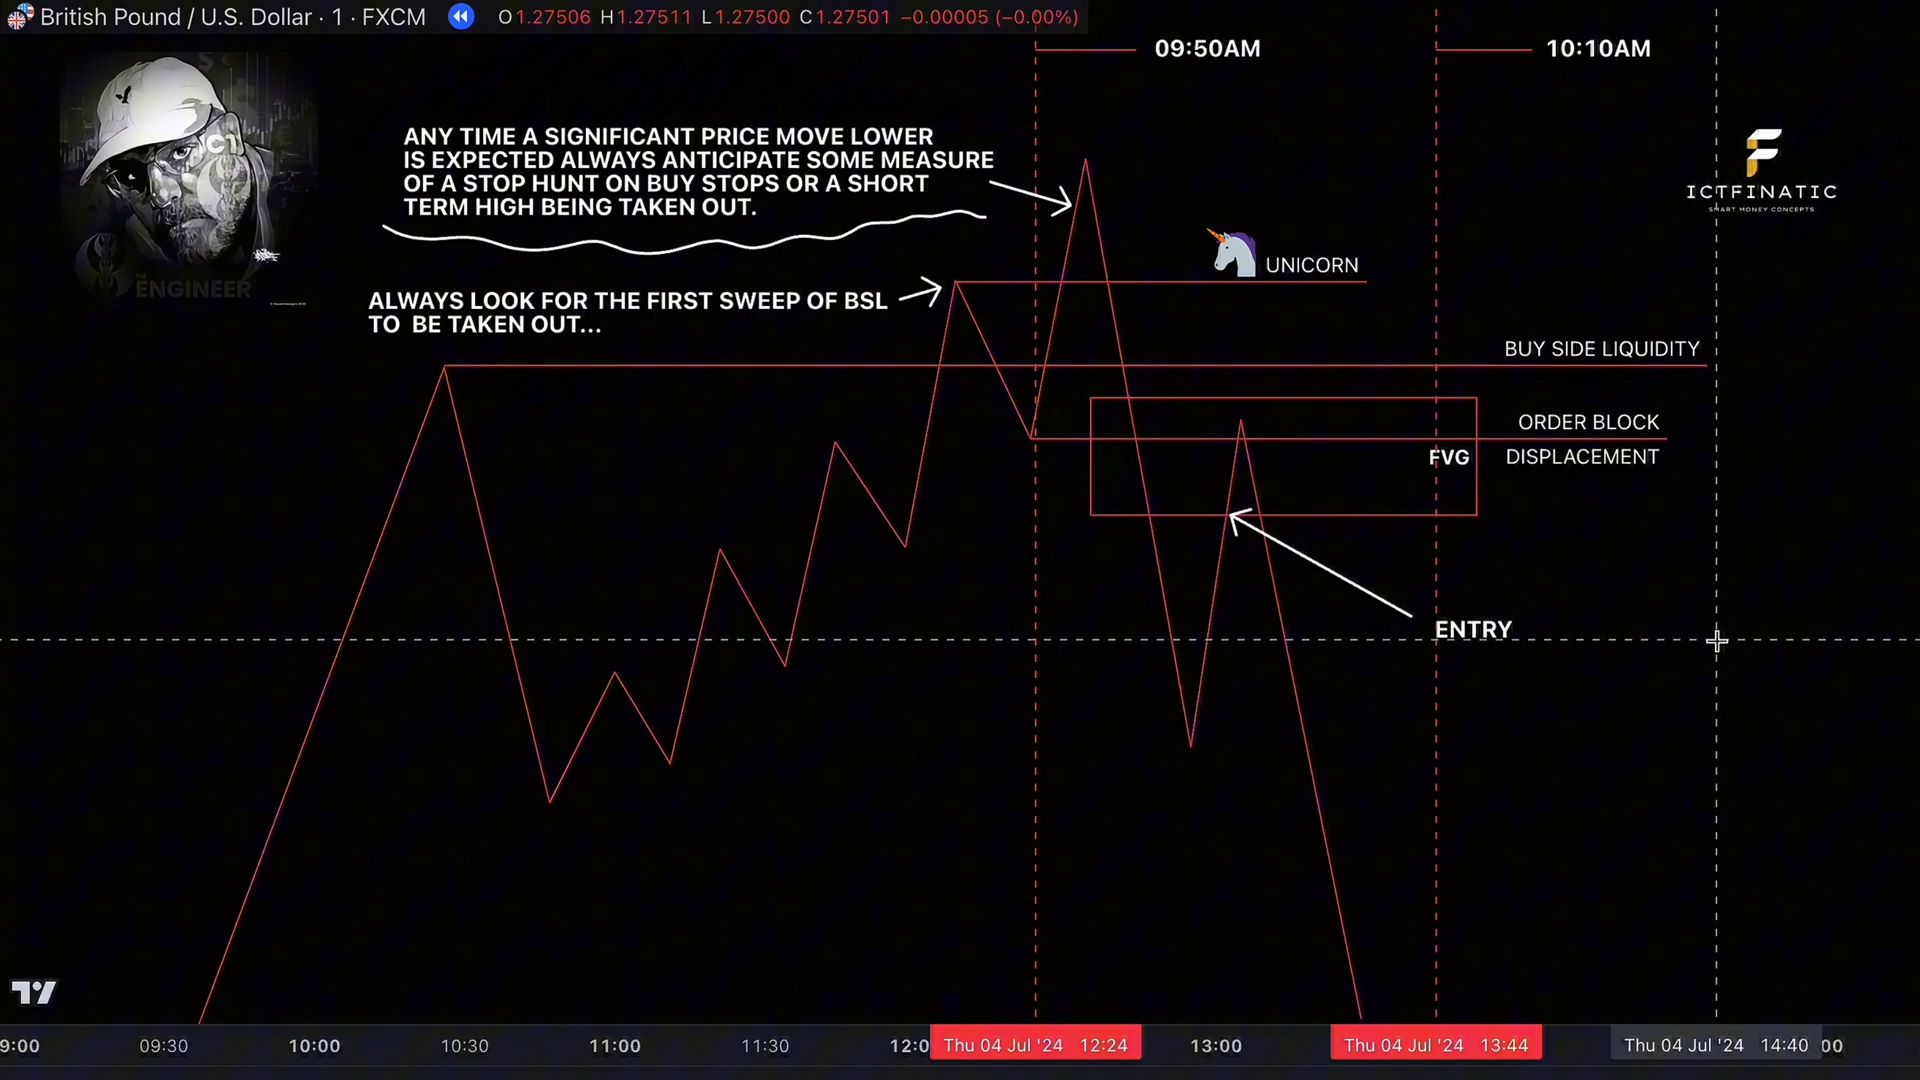 British Pound / U.S. Dollar · 1 · FXCM O1.27506 H1.27511 L1.27500 C1.27501 −0.00005 (−0.00%)
09:50AM
10:10AM
ANY TIME A SIGNIFICANT PRICE MOVE LOWER
IS EXPECTED ALWAYS ANTICIPATE SOME MEASURE
OF A STOP HUNT ON BUY STOPS OR A SHORT
TERM HIGH BEING TAKEN OUT.
ICT
ICTFINATIC
SMART MONEY CONCEPTS
THE
ENGINEER
UNICORN
ALWAYS LOOK FOR THE FIRST SWEEP OF BSL
TO BE TAKEN OUT...
BUY SIDE LIQUIDITY
ORDER BLOCK
FVG
DISPLACEMENT
ENTRY
9:00 09:30 10:00 10:30 11:00 11:30 12:0 Thu 04 Jul '24 12:24 13:00 Thu 04 Jul '24 13:44 Thu 04 Jul '24 14:40 00